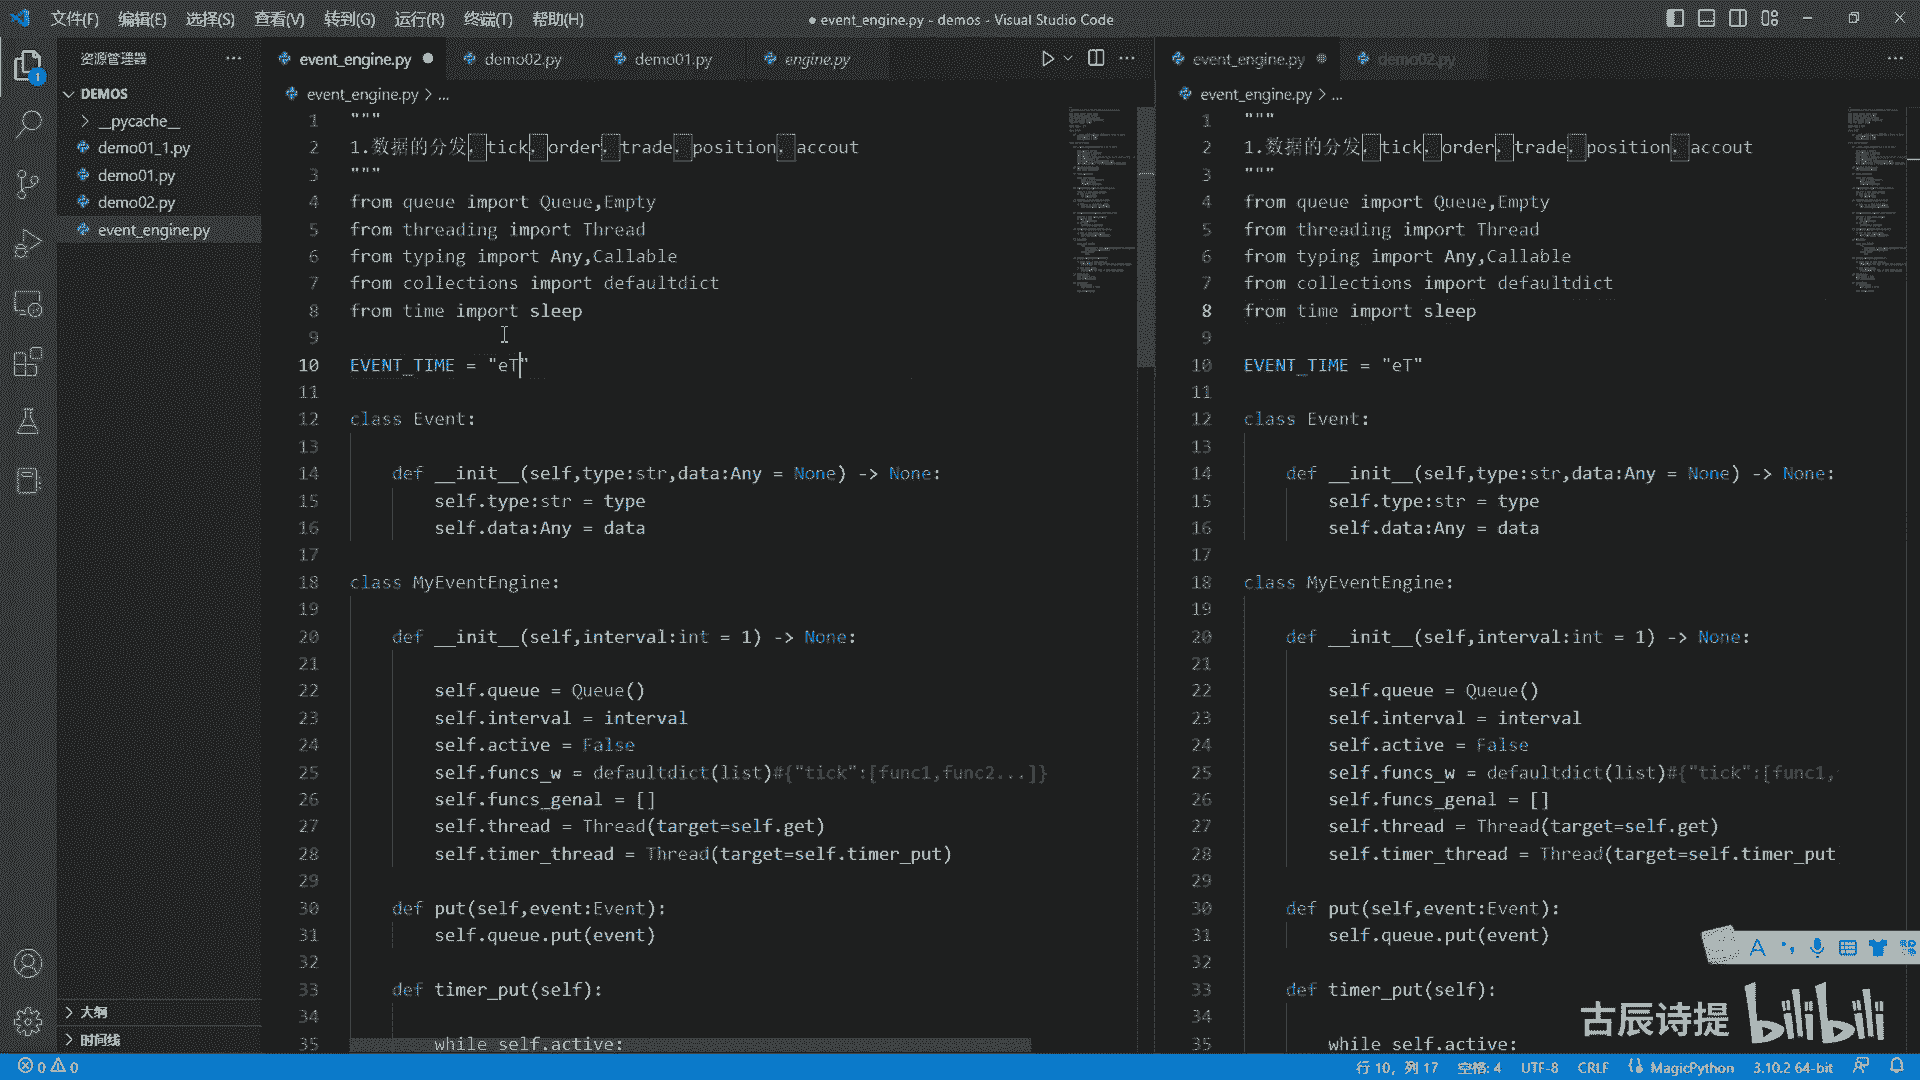 文件(F) 编辑(E) 选择(S) 查看(V) 转到(G) 运行(R) 终端(T) 帮助(H)
● event_engine.py - demos - Visual Studio Code
资源管理器 ...
DEMOS
__pycache__
demo01_1.py
demo01.py
demo02.py
event_engine.py
大纲
时间线
1
event_engine.py demo02.py demo01.py engine.py
event_engine.py > ...
1 """
2 1.数据的分发，tick，order，trade，position，accout
3 """
4 from queue import Queue,Empty
5 from threading import Thread
6 from typing import Any,Callable
7 from collections import defaultdict
8 from time import sleep
9
10 EVENT_TIME = "eT"
11
12 class Event:
13
14 def __init__(self,type:str,data:Any = None) -> None:
15 self.type:str = type
16 self.data:Any = data
17
18 class MyEventEngine:
19
20 def __init__(self,interval:int = 1) -> None:
21
22 self.queue = Queue()
23 self.interval = interval
24 self.active = False
25 self.funcs_w = defaultdict(list)#{"tick":[func1,func2...]}
26 self.funcs_genal = []
27 self.thread = Thread(target=self.get)
28 self.timer_thread = Thread(target=self.timer_put)
29
30 def put(self,event:Event):
31 self.queue.put(event)
32
33 def timer_put(self):
34
35 while self.active:
event_engine.py demo02.py
event_engine.py > ...
1 """
2 1.数据的分发，tick，order，trade，position，accout
3 """
4 from queue import Queue,Empty
5 from threading import Thread
6 from typing import Any,Callable
7 from collections import defaultdict
8 from time import sleep
9
10 EVENT_TIME = "eT"
11
12 class Event:
13
14 def __init__(self,type:str,data:Any = None) -> None:
15 self.type:str = type
16 self.data:Any = data
17
18 class MyEventEngine:
19
20 def __init__(self,interval:int = 1) -> None:
21
22 self.queue = Queue()
23 self.interval = interval
24 self.active = False
25 self.funcs_w = defaultdict(list)#{"tick":[func1,
26 self.funcs_genal = []
27 self.thread = Thread(target=self.get)
28 self.timer_thread = Thread(target=self.timer_put
29
30 def put(self,event:Event):
31 self.queue.put(event)
32
33 def timer_put(self):
34
35 while self.active:
A
古辰诗提 bilibili
0 0 行 10，列 17 空格: 4 UTF-8 CRLF MagicPython 3.10.2 64-bit